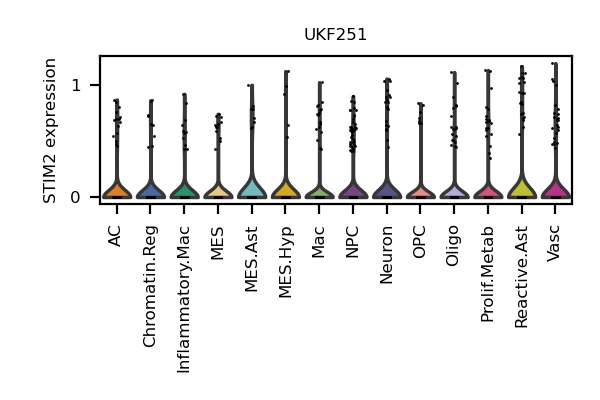 UKF251
STIM2 expression
1
0
AC
Chromatin.Reg
Inflammatory.Mac
MES
MES.Ast
MES.Hyp
Mac
NPC
Neuron
OPC
Oligo
Prolif.Metab
Reactive.Ast
Vasc